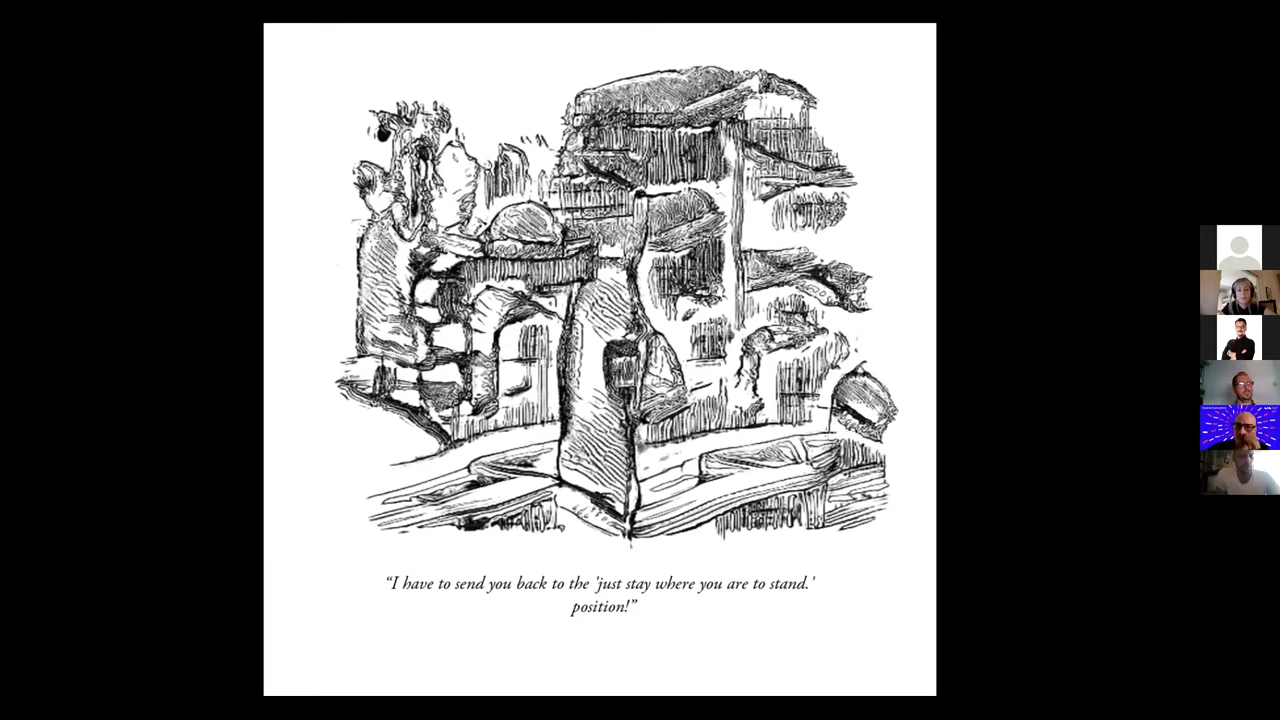 “I have to send you back to the 'just stay where you are to stand.'
position!”